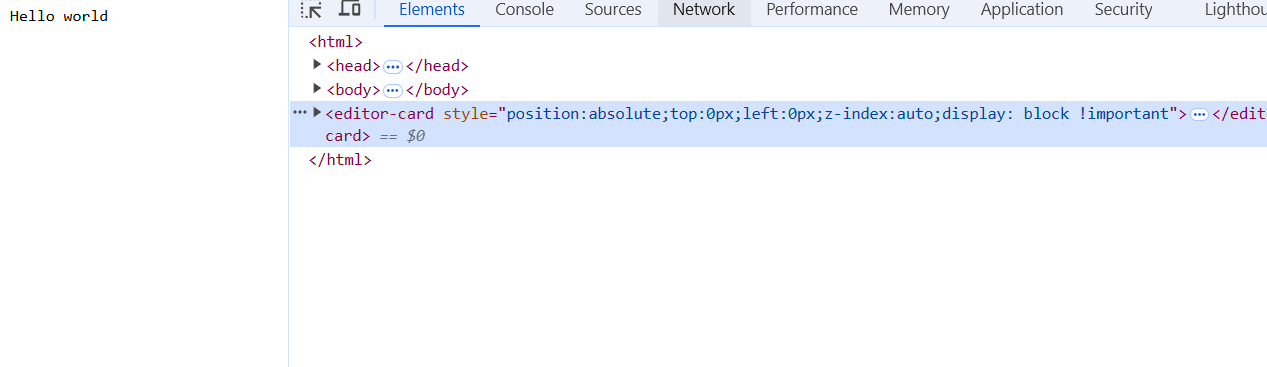 Hello world
Elements Console Sources Network Performance Memory Application Security Lighthou
<html>
<head>•••</head>
<body>•••</body>
••• <editor-card style="position:absolute;top:0px;left:0px;z-index:auto;display: block !important">•••</edit
card> == $0
</html>